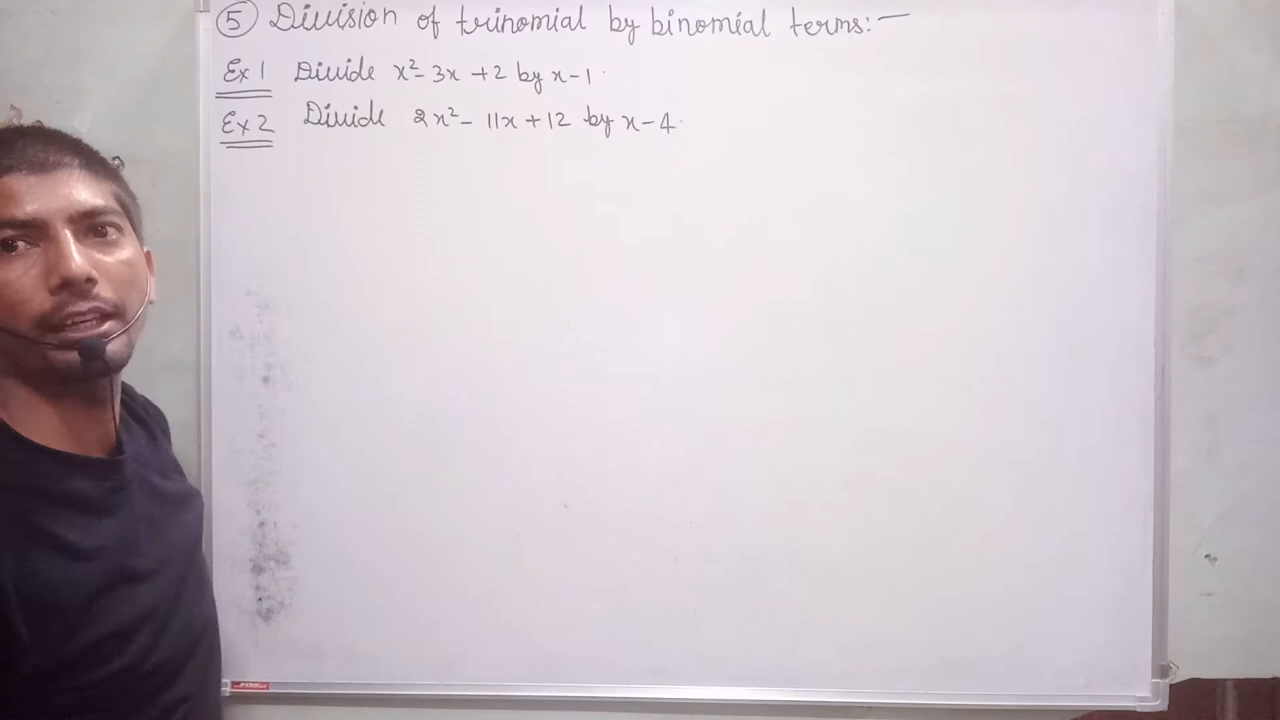 ⑤ Division of trinomial by binomial terms:—
Ex 1 Divide x² - 3x + 2 by x - 1.
Ex 2 Divide 2x² - 11x + 12 by x - 4.